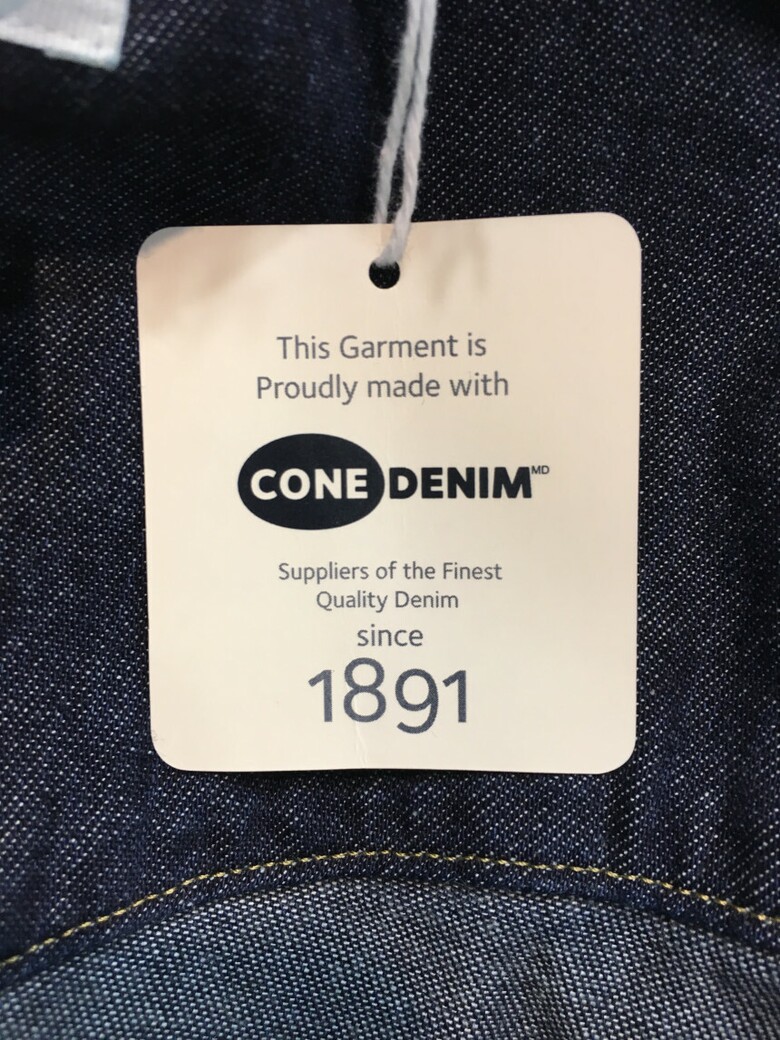 This Garment is
Proudly made with
CONE DENIM MD
Suppliers of the Finest
Quality Denim
since
1891